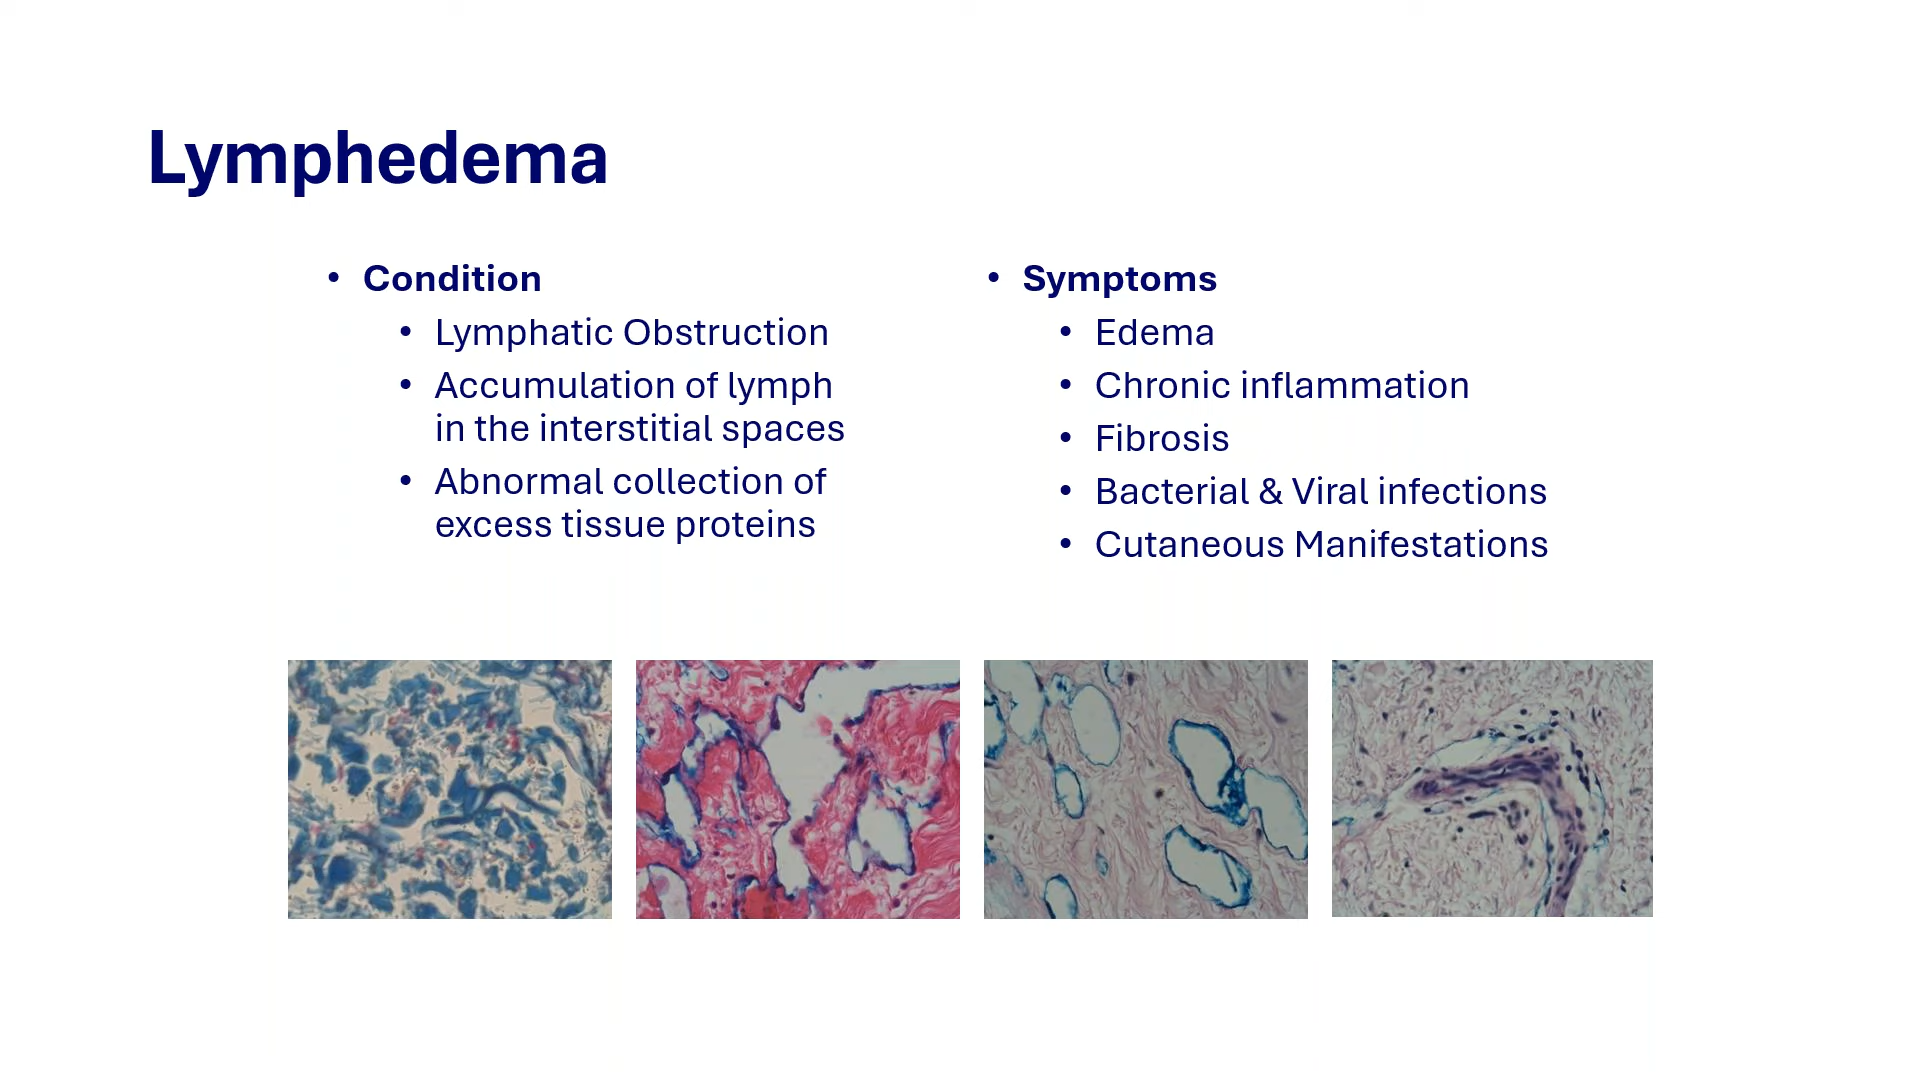 Lymphedema
• Condition
• Lymphatic Obstruction
• Accumulation of lymph
in the interstitial spaces
• Abnormal collection of
excess tissue proteins
• Symptoms
• Edema
• Chronic inflammation
• Fibrosis
• Bacterial & Viral infections
• Cutaneous Manifestations